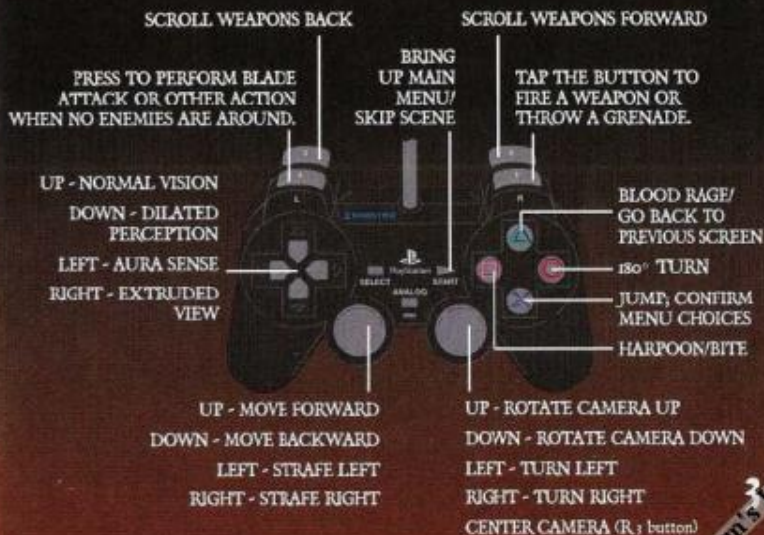 SCROLL WEAPONS BACK
SCROLL WEAPONS FORWARD
PRESS TO PERFORM BLADE
ATTACK OR OTHER ACTION
WHEN NO ENEMIES ARE AROUND.
BRING
UP MAIN
MENU/
SKIP SCENE
TAP THE BUTTON TO
FIRE A WEAPON OR
THROW A GRENADE.
UP - NORMAL VISION
DOWN - DILATED
PERCEPTION
LEFT - AURA SENSE
RIGHT - EXTRUDED
VIEW
L
R
SELECT
PlayStation
START
ANALOG
BLOOD RAGE/
GO BACK TO
PREVIOUS SCREEN
180° TURN
JUMP; CONFIRM
MENU CHOICES
HARPOON/BITE
UP - MOVE FORWARD
DOWN - MOVE BACKWARD
LEFT - STRAFE LEFT
RIGHT - STRAFE RIGHT
UP - ROTATE CAMERA UP
DOWN - ROTATE CAMERA DOWN
LEFT - TURN LEFT
RIGHT - TURN RIGHT
CENTER CAMERA (R3 button)
3